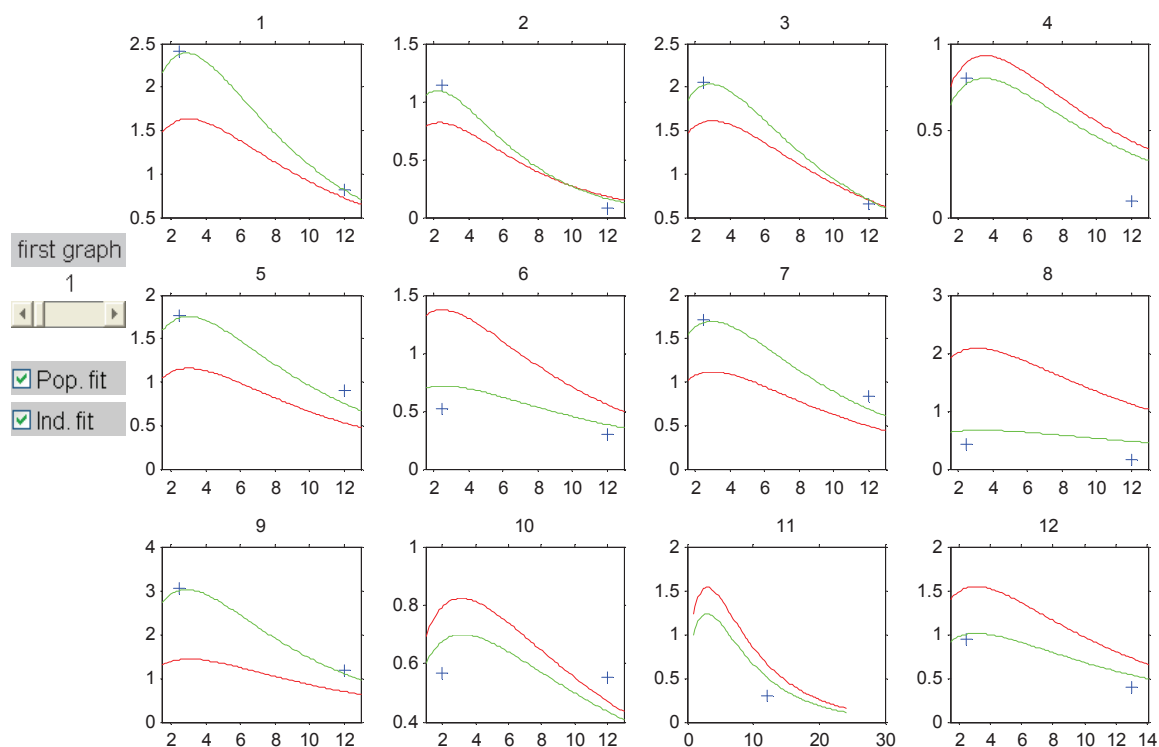 1 2 3 4
2.5 1.5 2.5 1
2 2
1 1.5 0.5
1.5
0.5 1
1
0.5 0 0.5 0
2 4 6 8 10 12 2 4 6 8 10 12 2 4 6 8 10 12 2 4 6 8 10 12
first graph
1
Pop. fit
Ind. fit
5 6 7 8
2 1.5 2 3
1.5 1 1.5 2
1 1
0.5 0.5 0.5 1
0 0 0 0
2 4 6 8 10 12 2 4 6 8 10 12 2 4 6 8 10 12 2 4 6 8 10 12
9 10 11 12
4 1 2 2
3 0.8 1.5 1.5
2 1 1
1 0.6 0.5 0.5
0 0.4 0 0
2 4 6 8 10 12 2 4 6 8 10 12 0 10 20 30 2 4 6 8 10 12 14